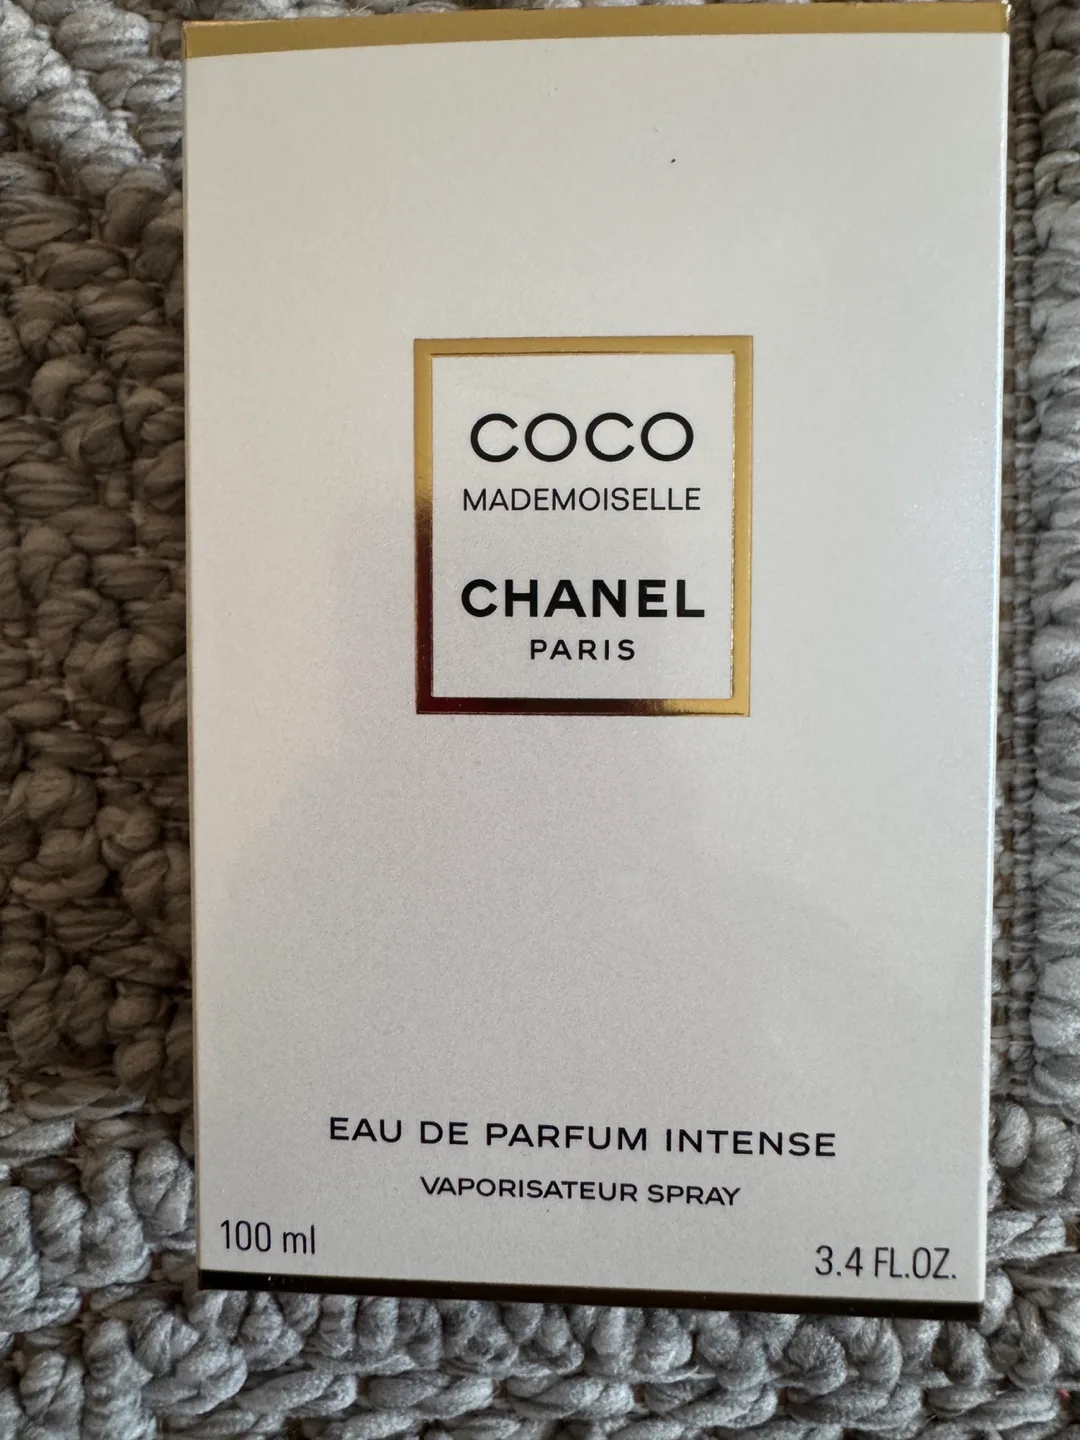 COCO
MADEMOISELLE
CHANEL
PARIS
EAU DE PARFUM INTENSE
VAPORISATEUR SPRAY
100 ml
3.4 FL.OZ.